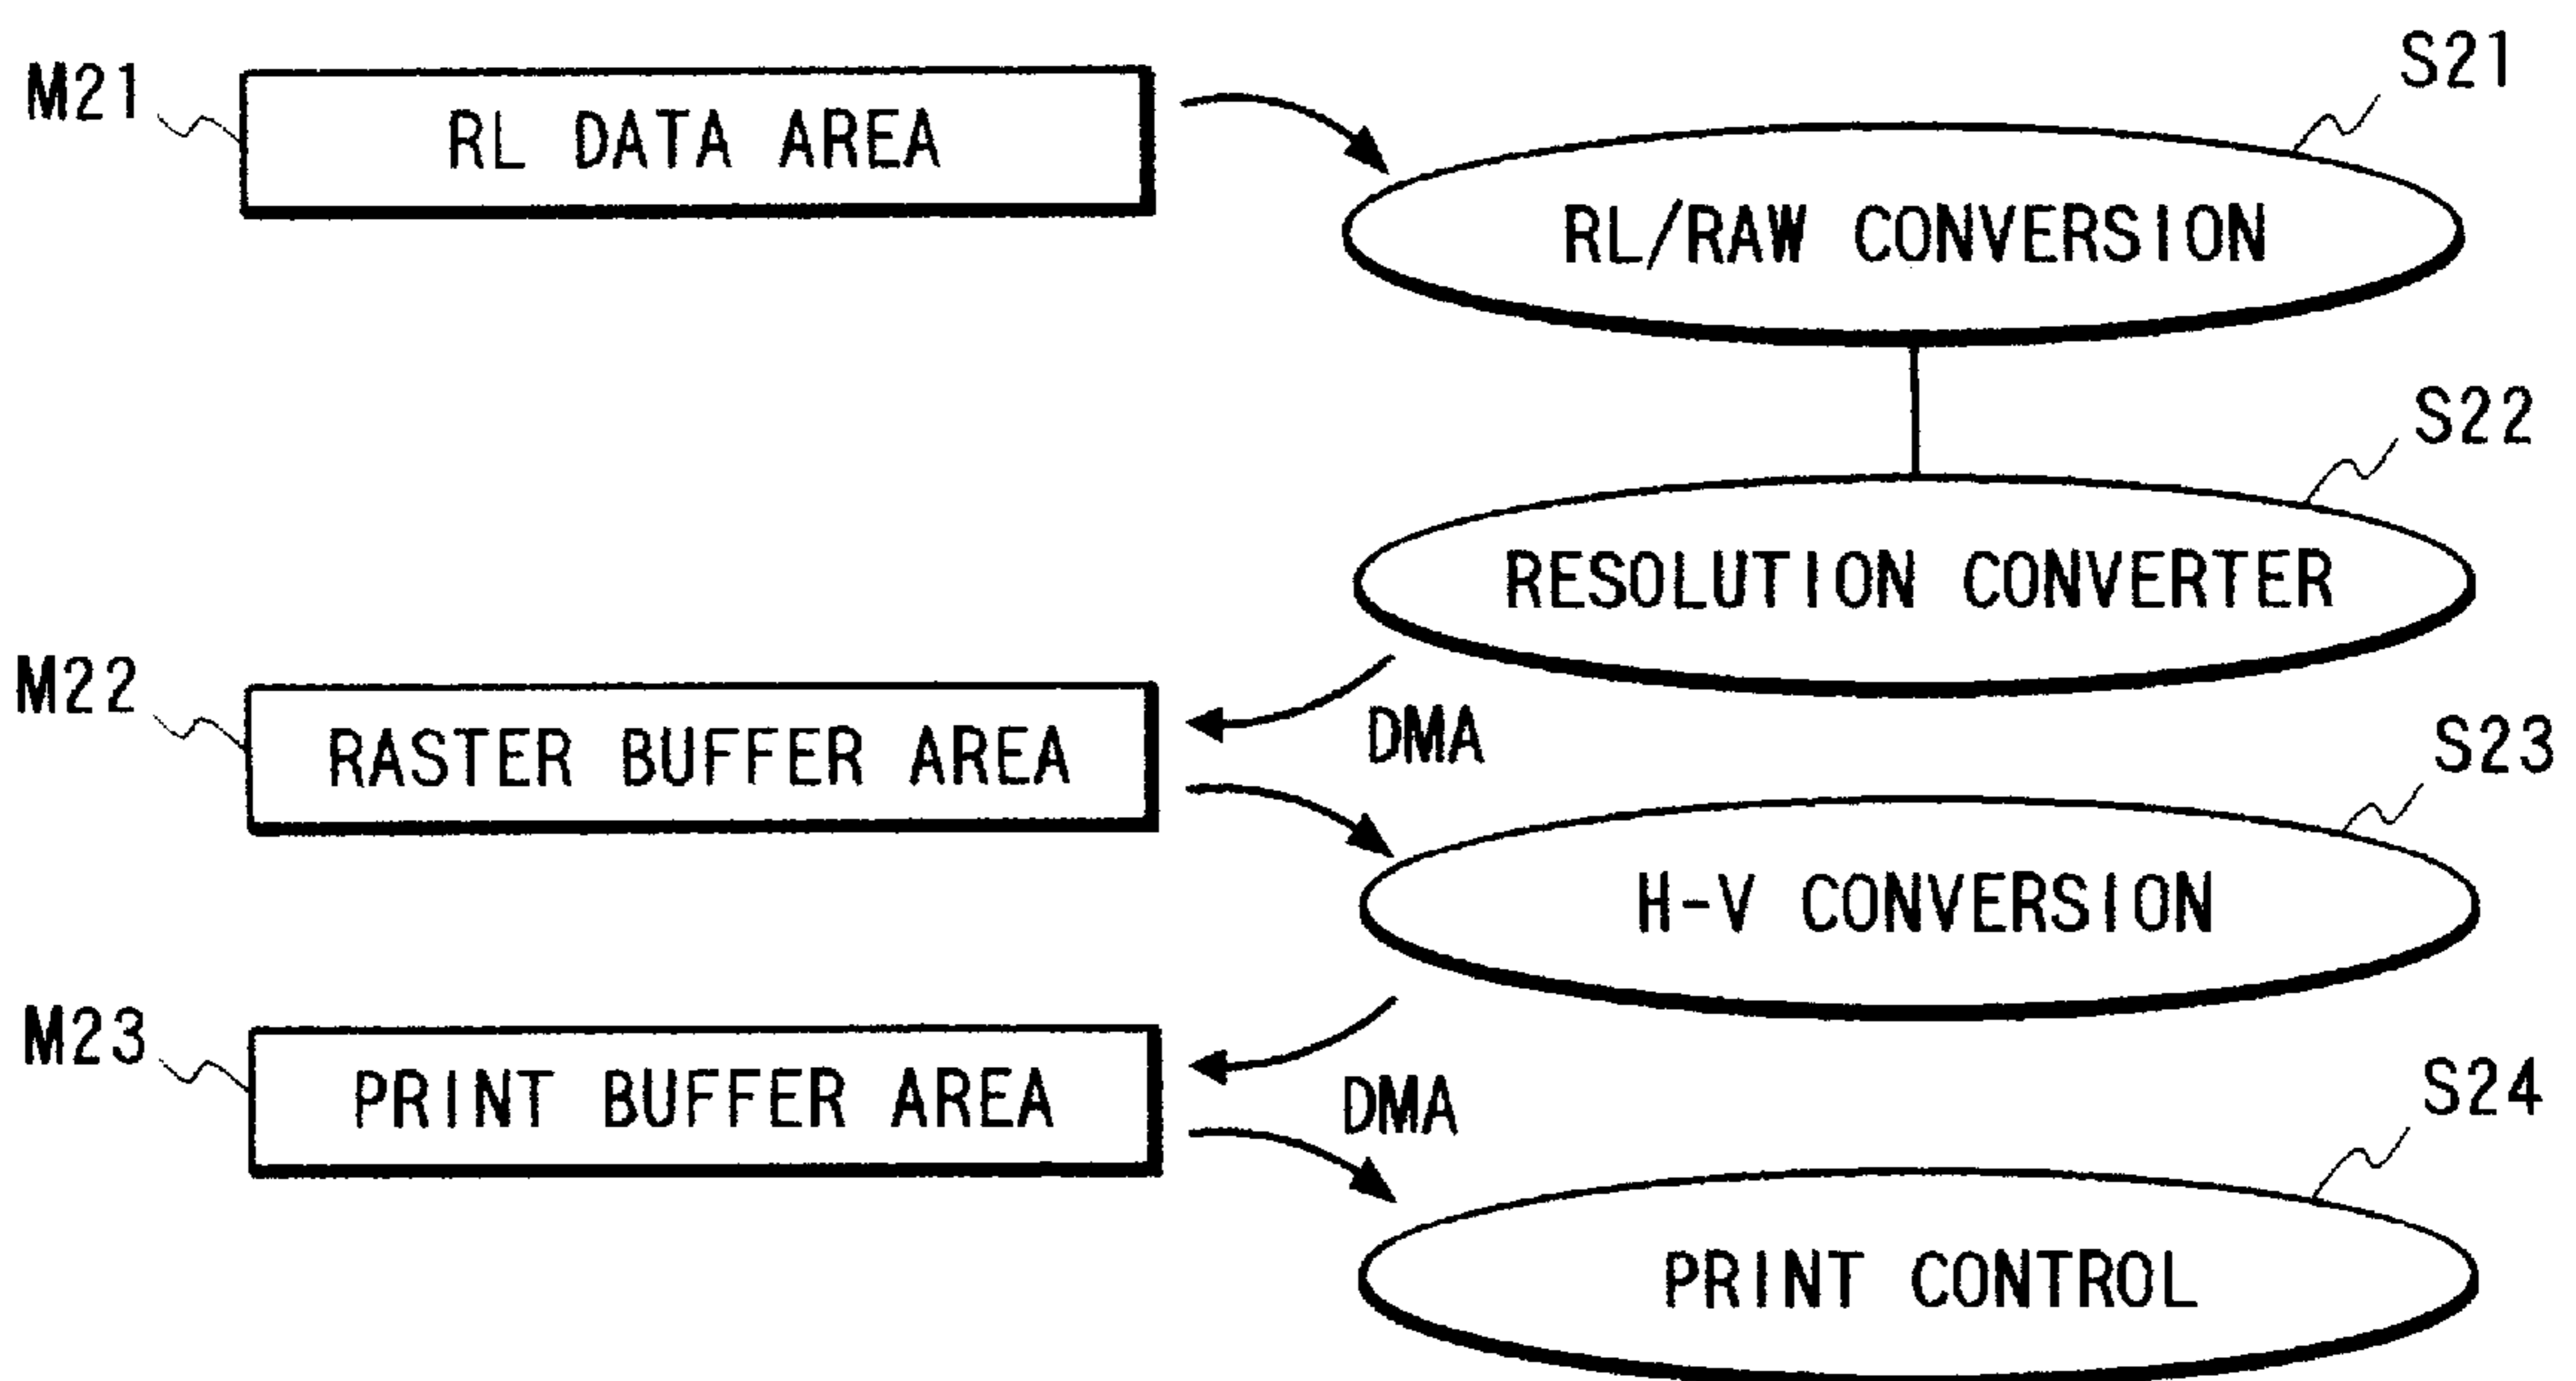 S21
M21
RL DATA AREA
RL/RAW CONVERSION
S22
RESOLUTION CONVERTER
M22
RASTER BUFFER AREA
DMA
S23
H-V CONVERSION
M23
PRINT BUFFER AREA
DMA
S24
PRINT CONTROL